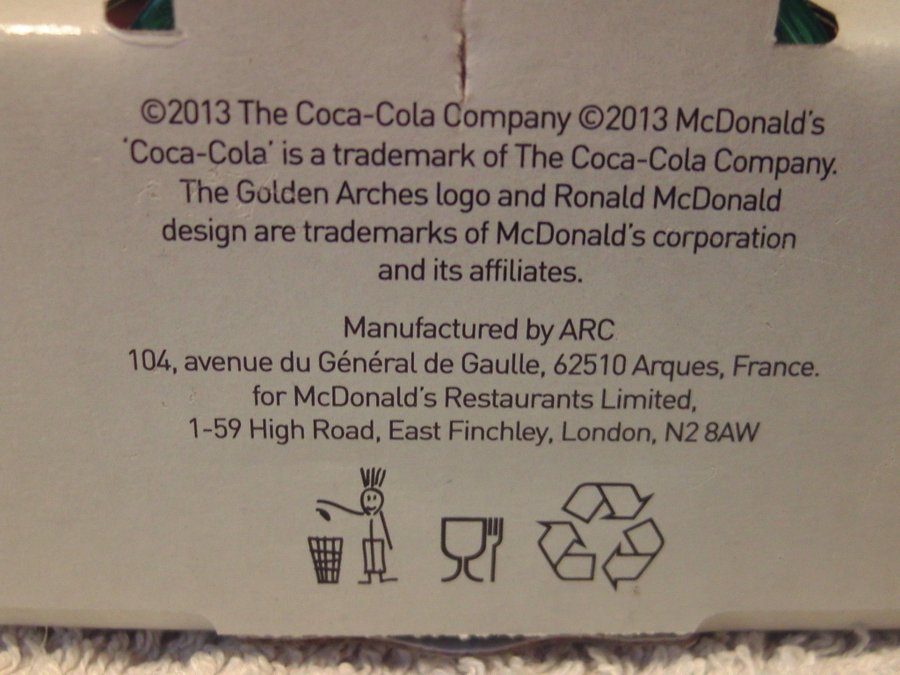 ©2013 The Coca-Cola Company ©2013 McDonald's
'Coca-Cola' is a trademark of The Coca-Cola Company.
The Golden Arches logo and Ronald McDonald
design are trademarks of McDonald's corporation
and its affiliates.
Manufactured by ARC
104, avenue du Général de Gaulle, 62510 Arques, France.
for McDonald's Restaurants Limited,
1-59 High Road, East Finchley, London, N2 8AW